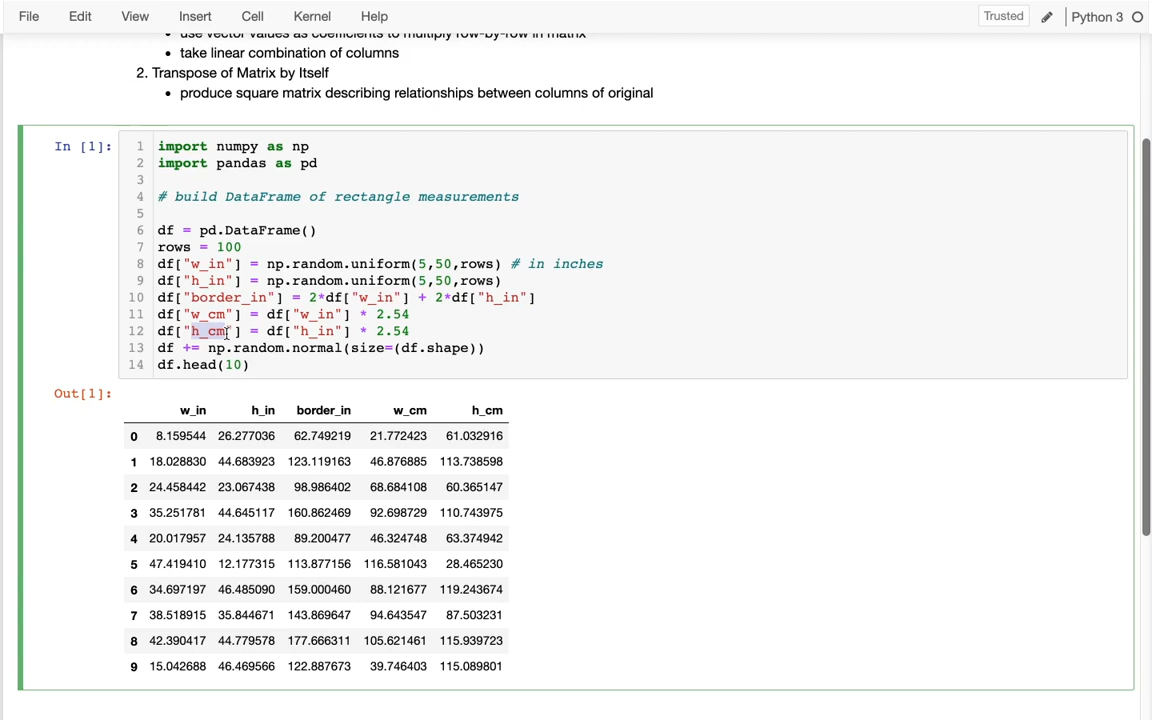 File Edit View Insert Cell Kernel Help Trusted Python 3
• use vector values as coefficients to multiply row-by-row in matrix
• take linear combination of columns
2. Transpose of Matrix by Itself
• produce square matrix describing relationships between columns of original
In [1]:
1 import numpy as np
2 import pandas as pd
3
4 # build DataFrame of rectangle measurements
5
6 df = pd.DataFrame()
7 rows = 100
8 df["w_in"] = np.random.uniform(5,50,rows) # in inches
9 df["h_in"] = np.random.uniform(5,50,rows)
10 df["border_in"] = 2*df["w_in"] + 2*df["h_in"]
11 df["w_cm"] = df["w_in"] * 2.54
12 df["h_cm"] = df["h_in"] * 2.54
13 df += np.random.normal(size=(df.shape))
14 df.head(10)
Out[1]:
w_in h_in border_in w_cm h_cm
0 8.159544 26.277036 62.749219 21.772423 61.032916
1 18.028830 44.683923 123.119163 46.876885 113.738598
2 24.458442 23.067438 98.986402 68.684108 60.365147
3 35.251781 44.645117 160.862469 92.698729 110.743975
4 20.017957 24.135788 89.200477 46.324748 63.374942
5 47.419410 12.177315 113.877156 116.581043 28.465230
6 34.697197 46.485090 159.000460 88.121677 119.243674
7 38.518915 35.844671 143.869647 94.643547 87.503231
8 42.390417 44.779578 177.666311 105.621461 115.939723
9 15.042688 46.469566 122.887673 39.746403 115.089801